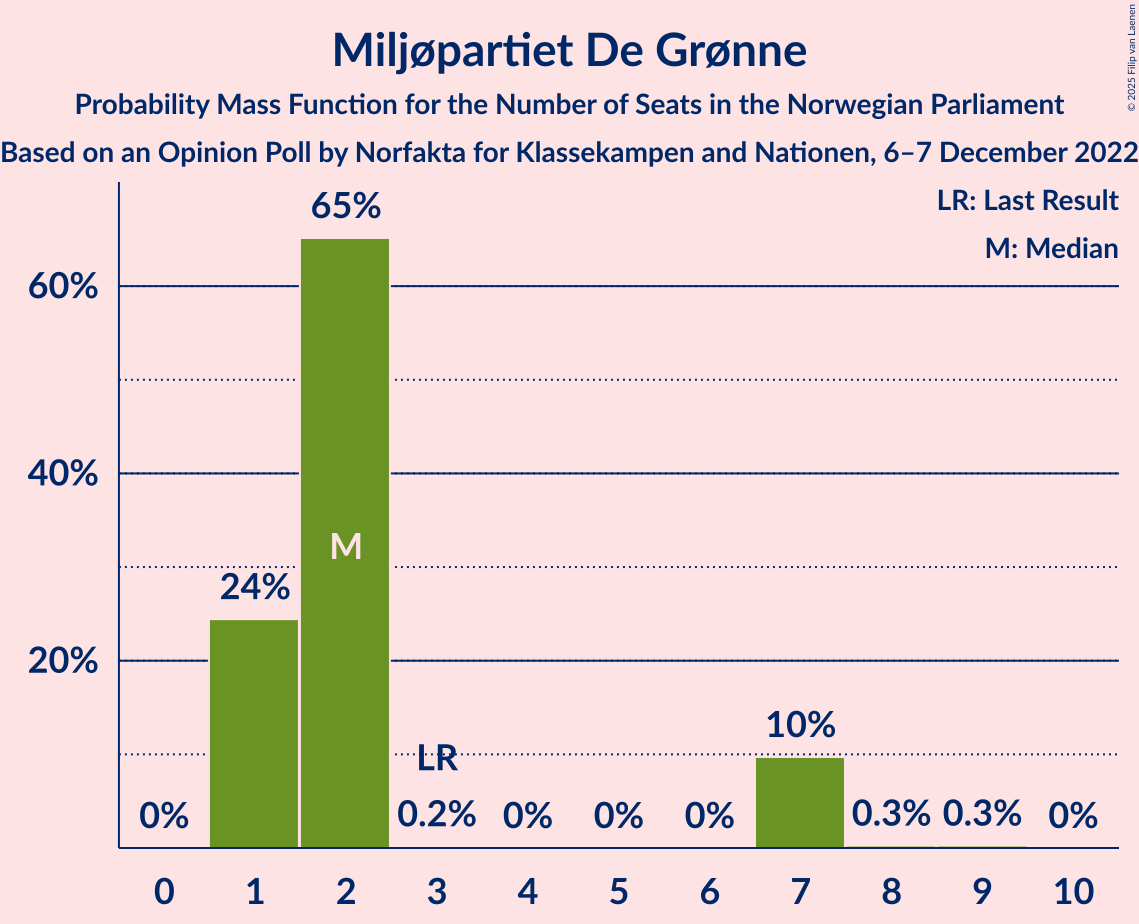 Miljøpartiet De Grønne
Probability Mass Function for the Number of Seats in the Norwegian Parliament
Based on an Opinion Poll by Norfakta for Klassekampen and Nationen, 6–7 December 2022
© 2025 Filip van Laenen
LR: Last Result
M: Median
60%
40%
20%
0%
24%
65%
M
LR
0.2%
0%
0%
0%
10%
0.3%
0.3%
0%
0 1 2 3 4 5 6 7 8 9 10